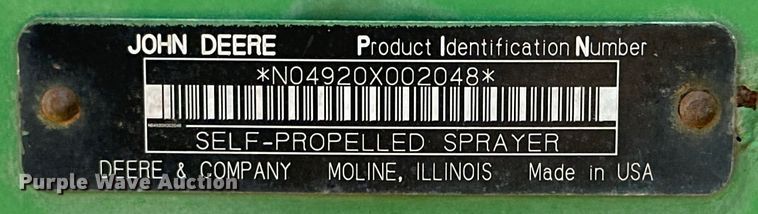 JOHN DEERE Product Identification Number
*N04920X002048*
N04920X002048
SELF-PROPELLED SPRAYER
DEERE & COMPANY MOLINE, ILLINOIS Made in USA
Purple Wave Auction